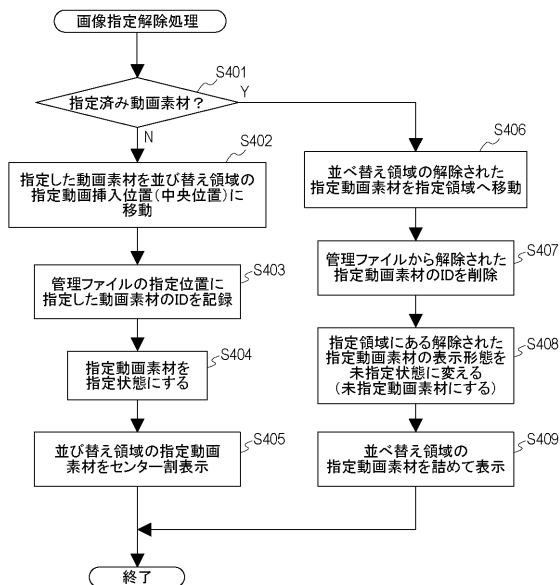 画像指定解除処理
S401
指定済み動画素材?
Y
N
S402
指定した動画素材を並び替え領域の
指定動画挿入位置(中央位置)に
移動
S403
管理ファイルの指定位置に
指定した動画素材のIDを記録
S404
指定動画素材を
指定状態にする
S405
並び替え領域の指定動画
素材をセンター割表示
S406
並べ替え領域の解除された
指定動画素材を指定領域へ移動
S407
管理ファイルから解除された
指定動画素材のIDを削除
S408
指定領域にある解除された
指定動画素材の表示形態を
未指定状態に変える
(未指定動画素材にする)
S409
並べ替え領域の
指定動画素材を詰めて表示
終了